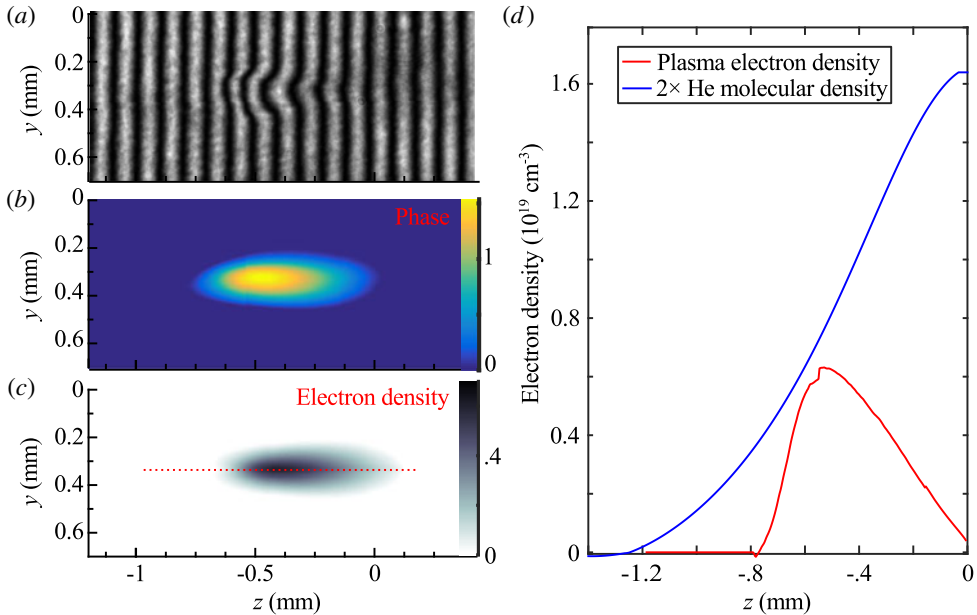 (a)
0
0.2
0.4
0.6
y (mm)
(b)
Phase
0
0.2
0.4
0.6
y (mm)
1
0
(c)
Electron density
0
0.2
0.4
0.6
y (mm)
.4
0
-1
-0.5
0
z (mm)
(d)
Plasma electron density
2× He molecular density
1.6
1.2
0.8
0.4
0
Electron density (10¹⁹ cm⁻³)
-1.2
-.8
-.4
0
z (mm)